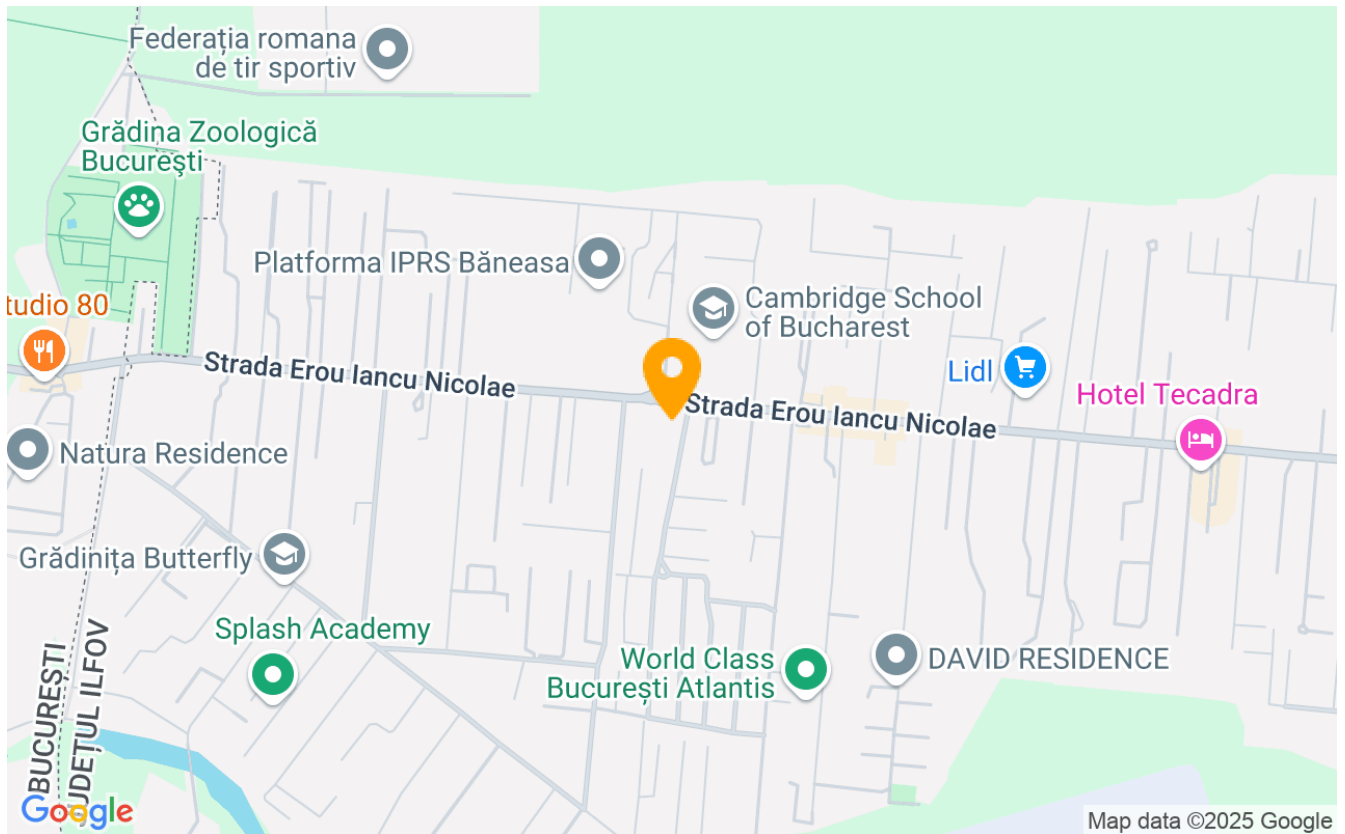 Federația romana
de tir sportiv
Grădina Zoologică
București
Platforma IPRS Băneasa
Cambridge School
of Bucharest
tudio 80
Strada Erou Iancu Nicolae
Lidl
Hotel Tecadra
Strada Erou Iancu Nicolae
Natura Residence
Grădinița Butterfly
Splash Academy
World Class
București Atlantis
DAVID RESIDENCE
BUCUREȘTI
JUDEȚUL ILFOV
Google
Map data ©2025 Google